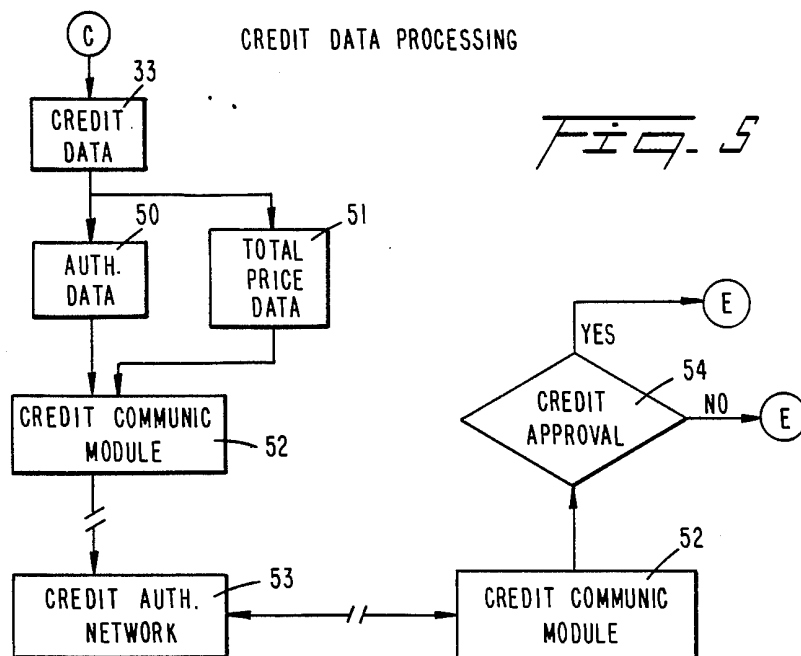 C
CREDIT DATA PROCESSING
33
CREDIT
DATA
Fig. 5
50
AUTH.
DATA
51
TOTAL
PRICE
DATA
CREDIT COMMUNIC
MODULE
52
E
YES
54
CREDIT
APPROVAL
NO
E
53
CREDIT AUTH.
NETWORK
52
CREDIT COMMUNIC
MODULE